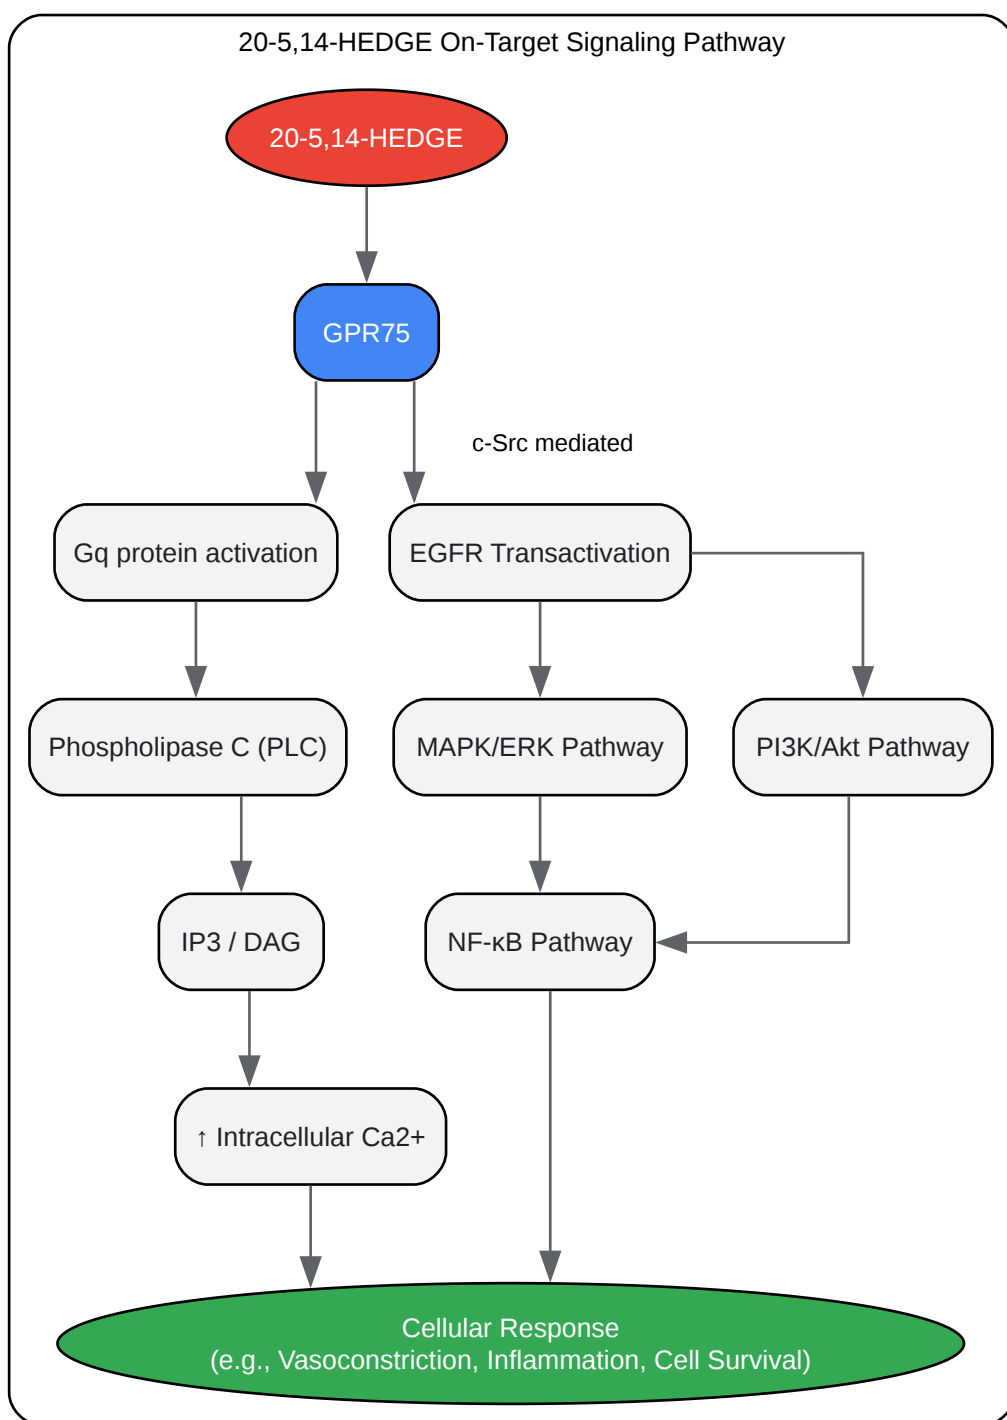 20-5,14-HEDGE On-Target Signaling Pathway
20-5,14-HEDGE
GPR75
c-Src mediated
Gq protein activation
EGFR Transactivation
Phospholipase C (PLC)
MAPK/ERK Pathway
PI3K/Akt Pathway
IP3 / DAG
NF-κB Pathway
↑ Intracellular Ca2+
Cellular Response
(e.g., Vasoconstriction, Inflammation, Cell Survival)